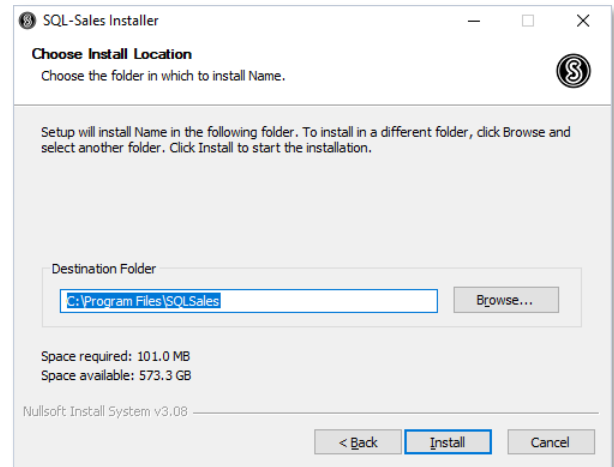 SQL-Sales Installer
Choose Install Location
Choose the folder in which to install Name.
S
Setup will install Name in the following folder. To install in a different folder, click Browse and
select another folder. Click Install to start the installation.
Destination Folder
C:\Program Files\SQLSales
Browse...
Space required: 101.0 MB
Space available: 573.3 GB
Nullsoft Install System v3.08
< Back Install Cancel